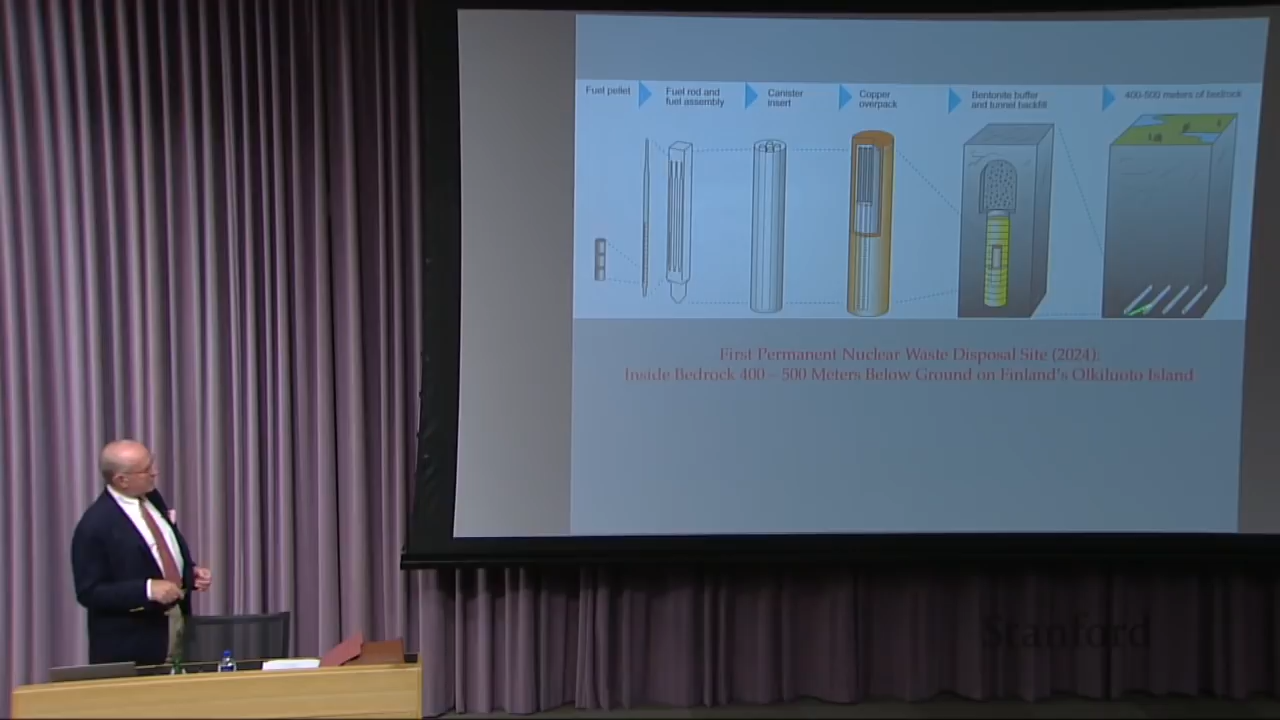 Fuel pellet
Fuel rod and
fuel assembly
Canister
insert
Copper
overpack
Bentonite buffer
and tunnel backfill
400-500 meters of bedrock
First Permanent Nuclear Waste Disposal Site (2024):
Inside Bedrock 400 – 500 Meters Below Ground on Finland's Olkiluoto Island
Stanford